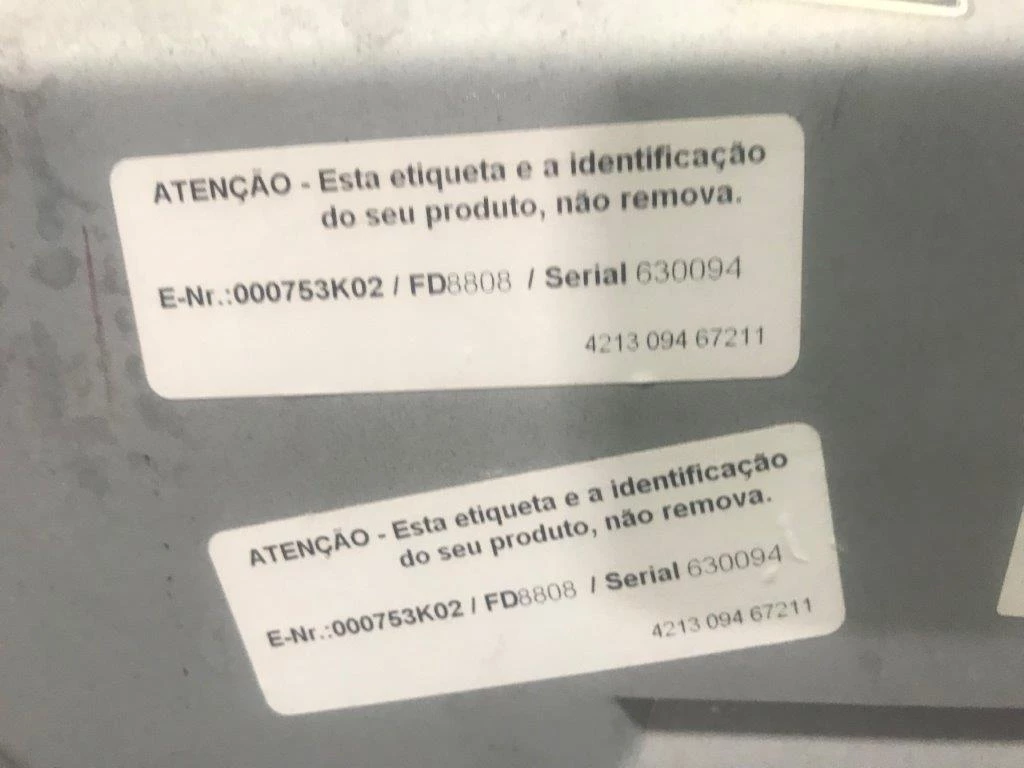 ATENÇÃO - Esta etiqueta e a identificação
do seu produto, não remova.
E-Nr.:000753K02 / FD8808 / Serial 630094
4213 094 67211
ATENÇÃO - Esta etiqueta e a identificação
do seu produto, não remova.
E-Nr.:000753K02 / FD8808 / Serial 630094
4213 094 67211